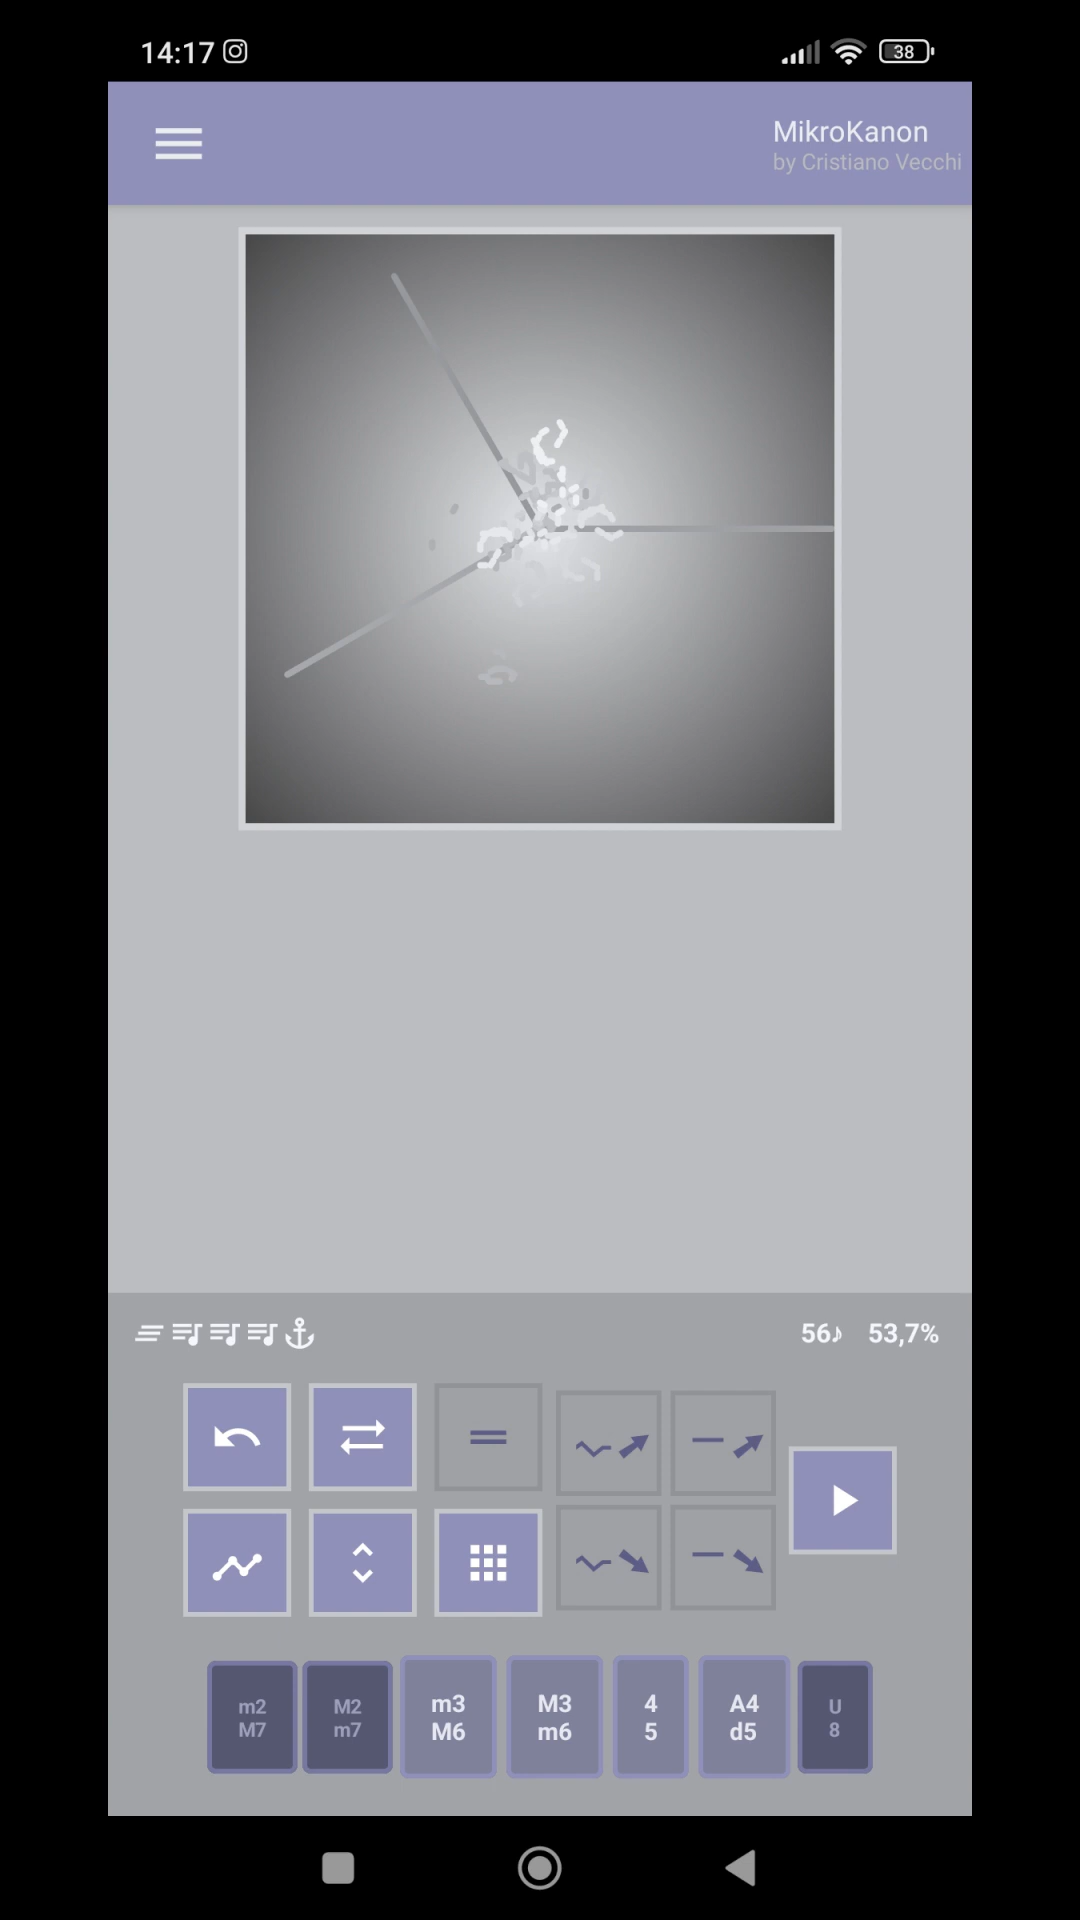 14:17
38
MikroKanon
by Cristiano Vecchi
56♪ 53,7%
m2
M7
M2
m7
m3
M6
M3
m6
4
5
A4
d5
U
8